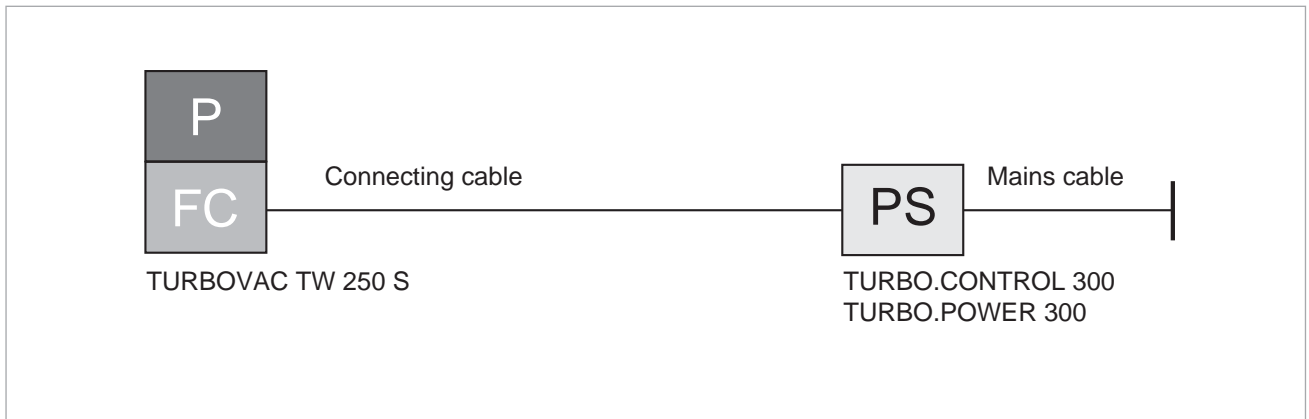 P
FC
Connecting cable
PS
Mains cable
TURBOVAC TW 250 S
TURBO.CONTROL 300
TURBO.POWER 300